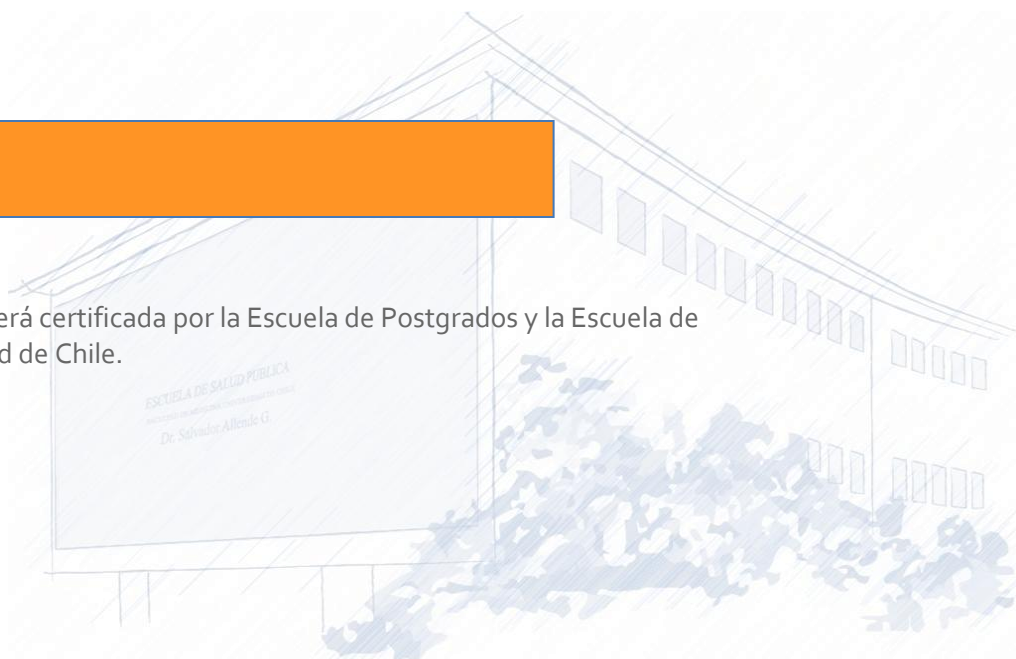 erá certificada por la Escuela de Postgrados y la Escuela de
d de Chile.
ESCUELA DE SALUD PUBLICA
Dr. Salvador Allende G.